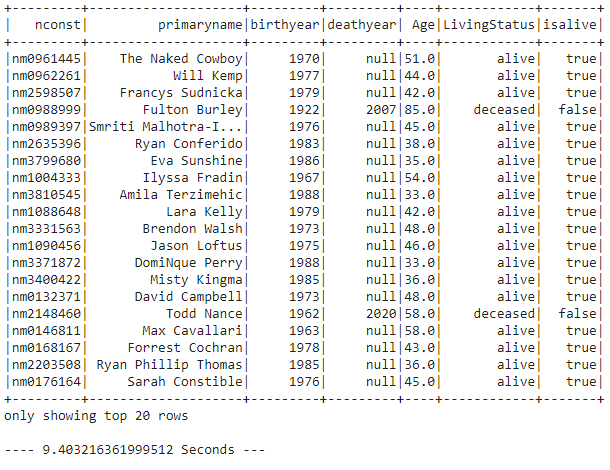 +---------+--------------------+---------+---------+----+------------+-------+
|   nconst|         primaryname|birthyear|deathyear| Age|LivingStatus|isalive|
+---------+--------------------+---------+---------+----+------------+-------+
|nm0961445|    The Naked Cowboy|     1970|     null|51.0|       alive|   true|
|nm0962261|           Will Kemp|     1977|     null|44.0|       alive|   true|
|nm2598507|    Francys Sudnicka|     1979|     null|42.0|       alive|   true|
|nm0988999|       Fulton Burley|     1922|     2007|85.0|    deceased|  false|
|nm0989397|Smriti Malhotra-I...|     1976|     null|45.0|       alive|   true|
|nm2635396|      Ryan Conferido|     1983|     null|38.0|       alive|   true|
|nm3799680|        Eva Sunshine|     1986|     null|35.0|       alive|   true|
|nm1004333|       Ilyssa Fradin|     1967|     null|54.0|       alive|   true|
|nm3810545|    Amila Terzimehic|     1988|     null|33.0|       alive|   true|
|nm1088648|          Lara Kelly|     1979|     null|42.0|       alive|   true|
|nm3331563|       Brendon Walsh|     1973|     null|48.0|       alive|   true|
|nm1090456|        Jason Loftus|     1975|     null|46.0|       alive|   true|
|nm3371872|       DomiNque Perry|     1988|     null|33.0|       alive|   true|
|nm3400422|        Misty Kingma|     1985|     null|36.0|       alive|   true|
|nm0132371|      David Campbell|     1973|     null|48.0|       alive|   true|
|nm2148460|          Todd Nance|     1962|     2020|58.0|    deceased|  false|
|nm0146811|       Max Cavallari|     1963|     null|58.0|       alive|   true|
|nm0168167|     Forrest Cochran|     1978|     null|43.0|       alive|   true|
|nm2203508| Ryan Phillip Thomas|     1985|     null|36.0|       alive|   true|
|nm0176164|     Sarah Constible|     1976|     null|45.0|       alive|   true|
+---------+--------------------+---------+---------+----+------------+-------+
only showing top 20 rows
---- 9.403216361999512 Seconds ---